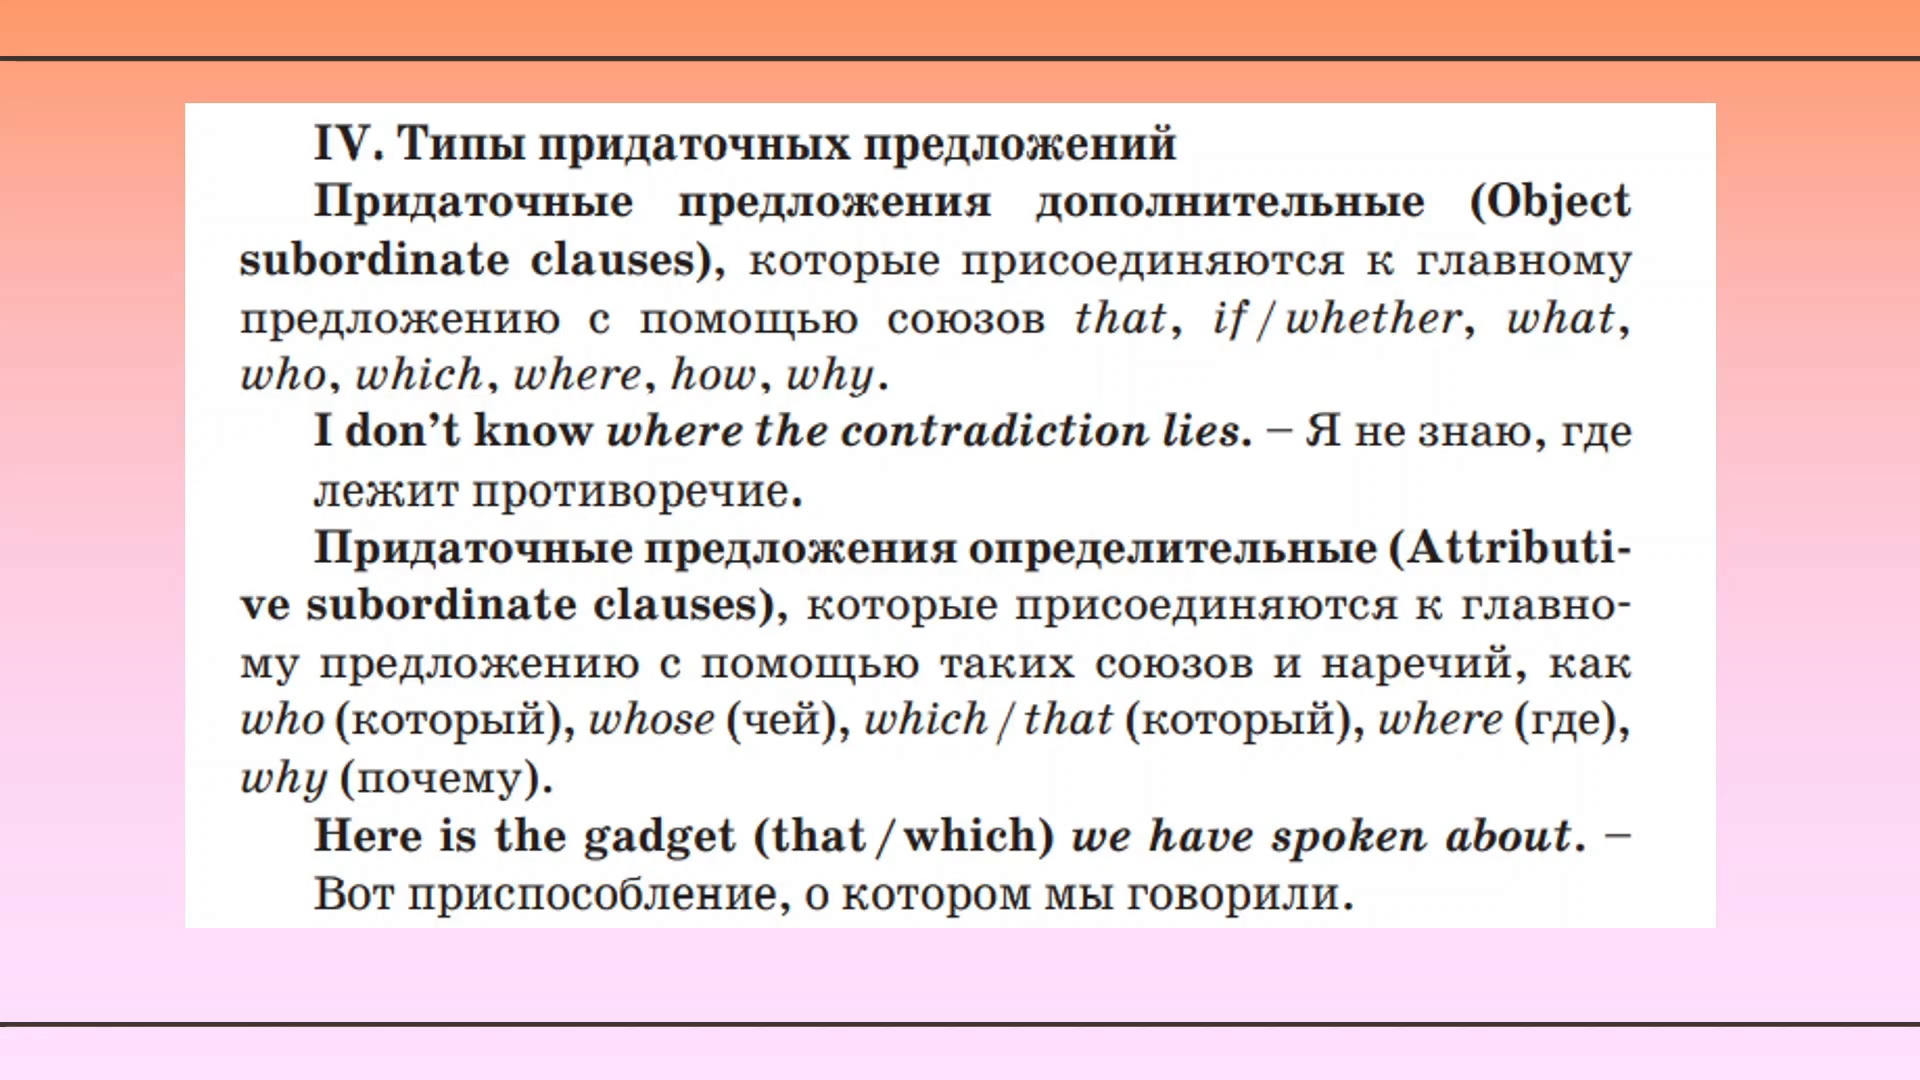 IV. Типы придаточных предложений
Придаточные предложения дополнительные (Object
subordinate clauses), которые присоединяются к главному
предложению с помощью союзов that, if / whether, what,
who, which, where, how, why.
I don’t know where the contradiction lies. – Я не знаю, где
лежит противоречие.
Придаточные предложения определительные (Attributi-
ve subordinate clauses), которые присоединяются к главно-
му предложению с помощью таких союзов и наречий, как
who (который), whose (чей), which / that (который), where (где),
why (почему).
Here is the gadget (that / which) we have spoken about. –
Вот приспособление, о котором мы говорили.